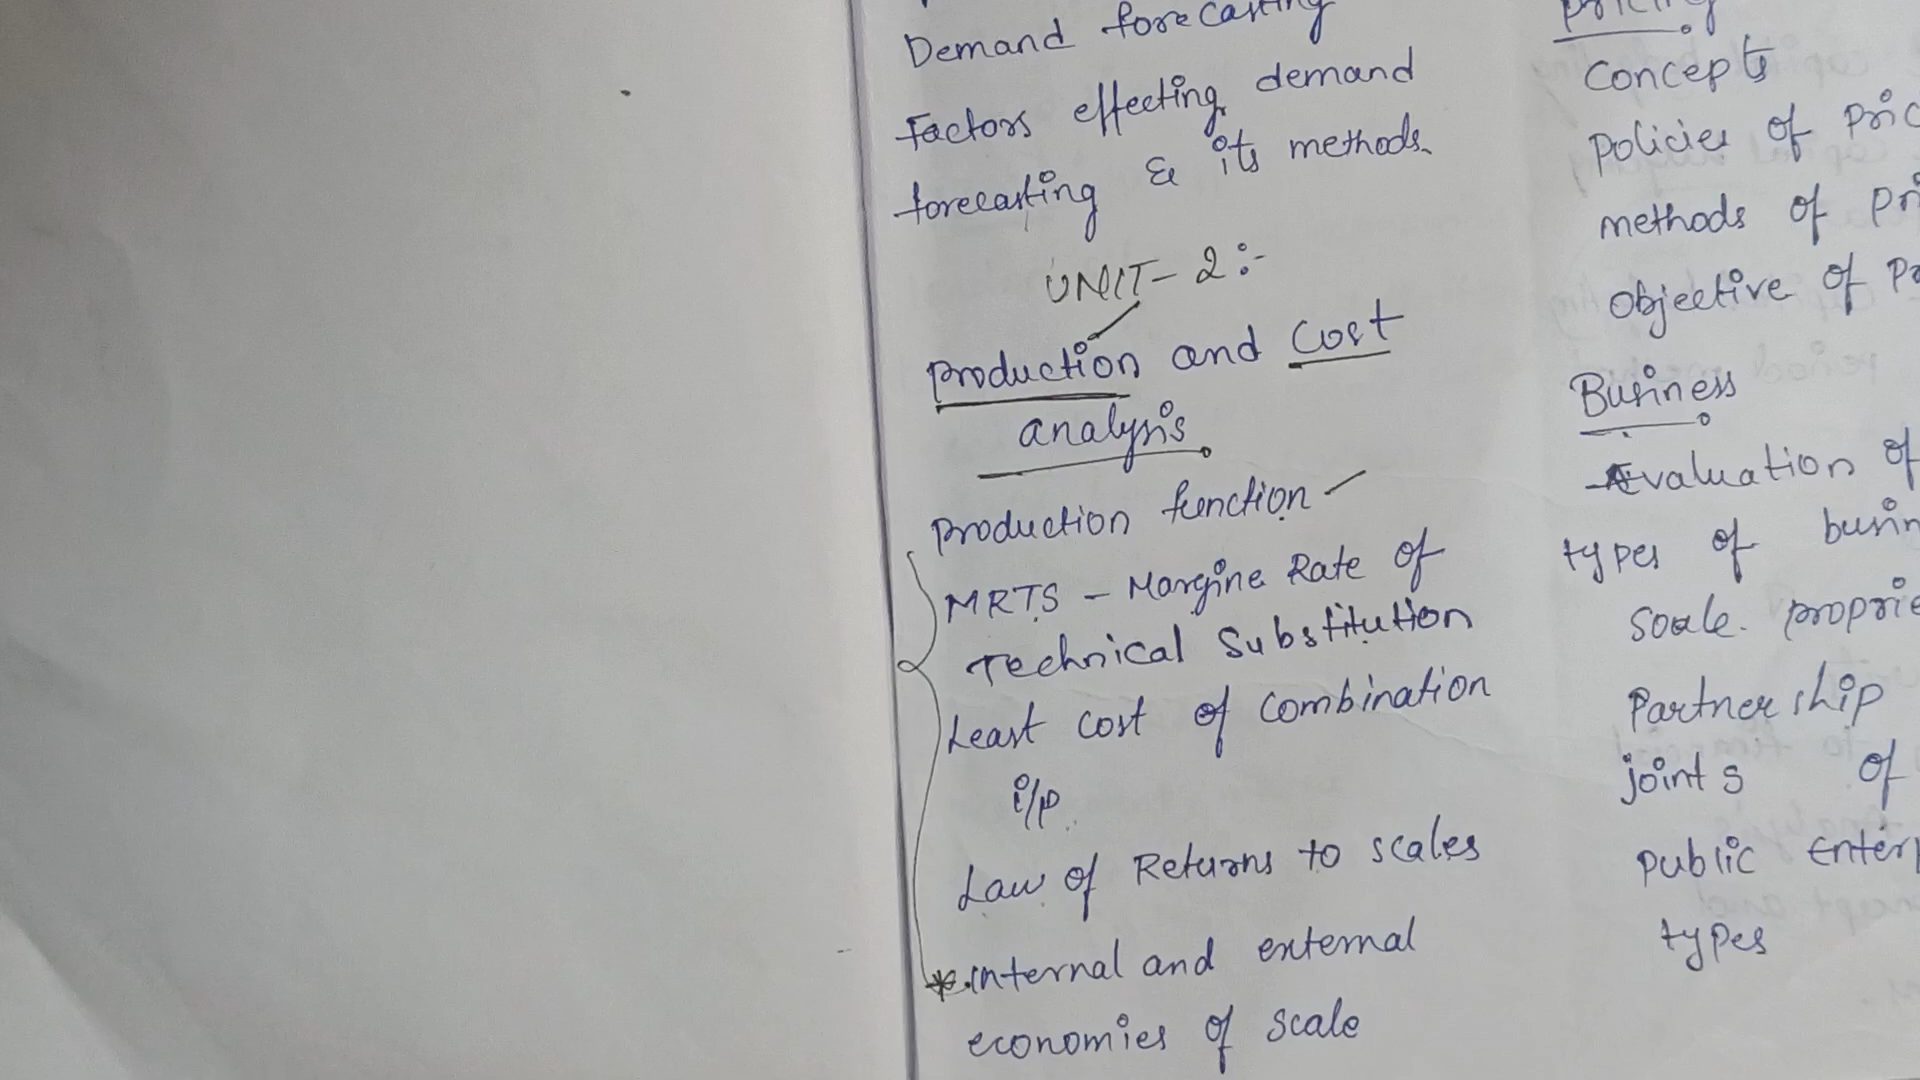 Demand forecasting
Factors effecting demand
forecasting & its methods.
UNIT- 2 :-
Production and Cost
analysis.
Production function
MRTS - Margine Rate of
Technical Substitution
Least cost of combination
i/p
Law of Returns to scales
* internal and external
economies of scale
Pricing
Concepts
Policies of
methods of
Objective of
Business
Evaluation of
types of
Soale.
Partnership
joint s of
public
types